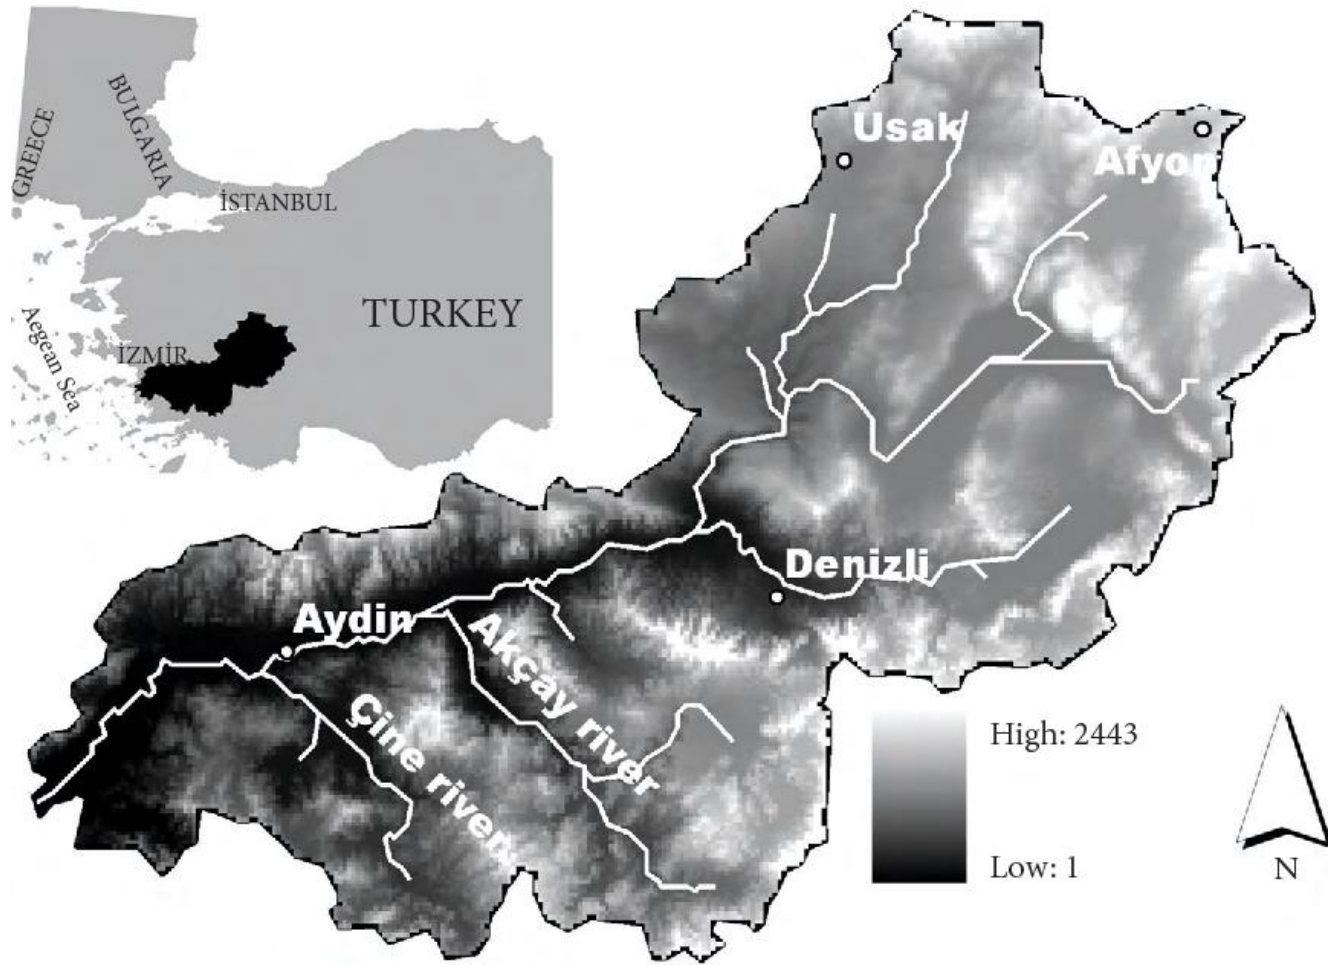 GREECE
BULGARIA
İSTANBUL
Aegean Sea
İZMİR
TURKEY
Usak
Afyon
Denizli
Aydin
Akçay river
Çine river
High: 2443
Low: 1
N